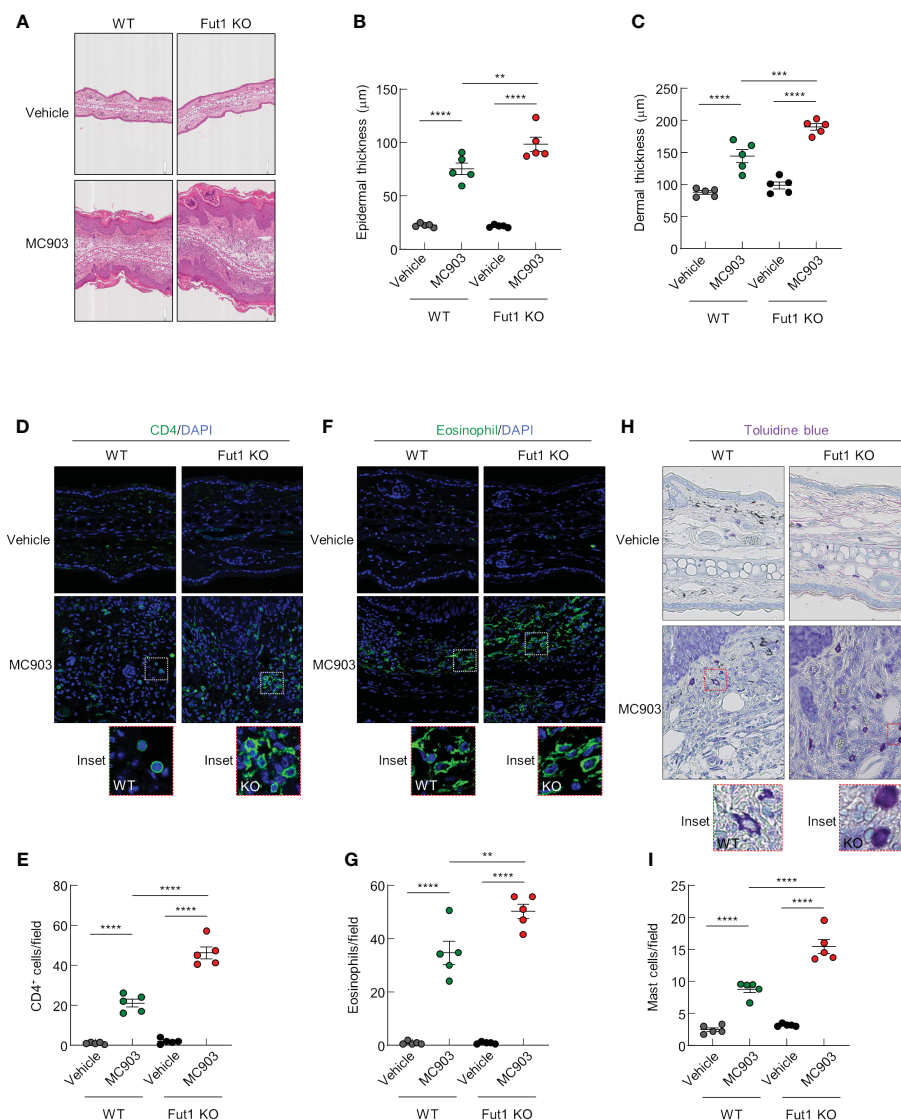 A
WT
Fut1 KO
Vehicle
MC903
B
Epidermal thickness (μm)
150
100
50
0
**
****
****
Vehicle
MC903
Vehicle
MC903
WT
Fut1 KO
C
Dermal thickness (μm)
250
200
150
100
50
0
***
****
****
Vehicle
MC903
Vehicle
MC903
WT
Fut1 KO
D
CD4/DAPI
WT
Fut1 KO
Vehicle
MC903
Inset
WT
Inset
KO
F
Eosinophil/DAPI
WT
Fut1 KO
Vehicle
MC903
Inset
WT
Inset
KO
H
Toluidine blue
WT
Fut1 KO
Vehicle
MC903
Inset
WT
Inset
KO
E
CD4⁺ cells/field
80
60
40
20
0
****
****
****
Vehicle
MC903
Vehicle
MC903
WT
Fut1 KO
G
Eosinophils/field
60
40
20
0
**
****
****
Vehicle
MC903
Vehicle
MC903
WT
Fut1 KO
I
Mast cells/field
25
20
15
10
5
0
****
****
****
Vehicle
MC903
Vehicle
MC903
WT
Fut1 KO